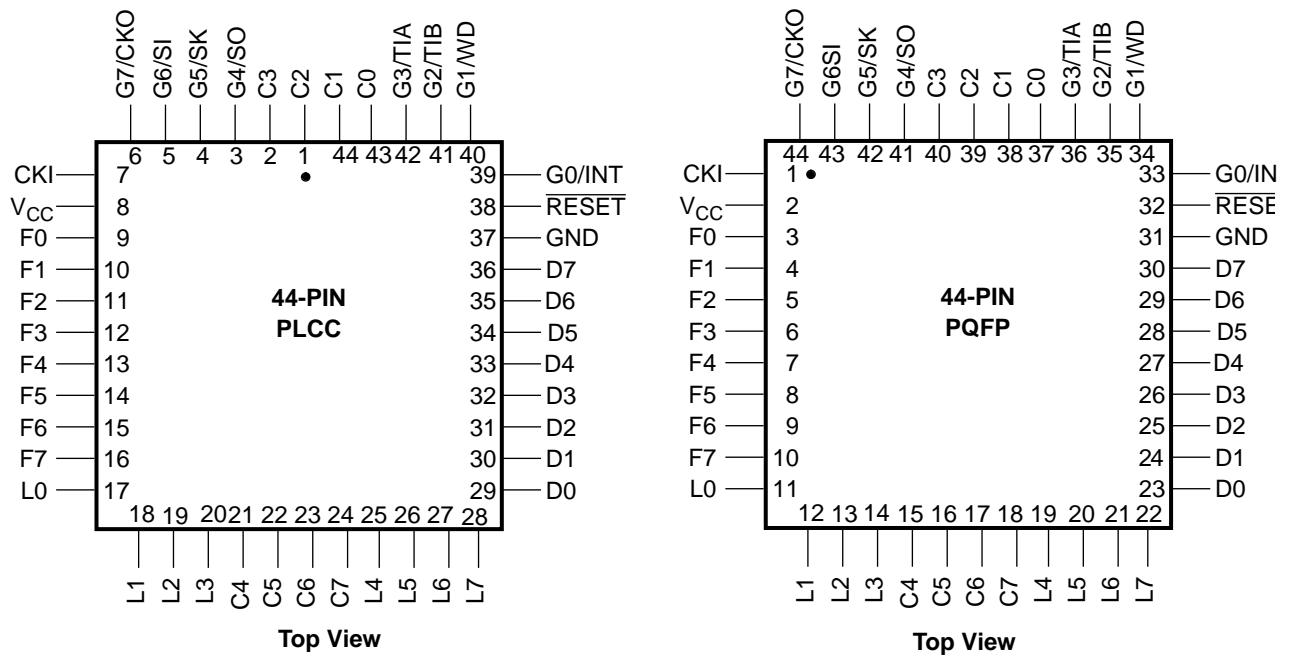 G7/CKO G6/SI G5/SK G4/SO C3 C2 C1 C0 G3/TIA G2/TIB G1/WD
6 5 4 3 2 1 44 43 42 41 40
CKI 7 39 G0/INT
VCC 8 38 RESET
F0 9 37 GND
F1 10 36 D7
F2 11 44-PIN 35 D6
F3 12 PLCC 34 D5
F4 13 33 D4
F5 14 32 D3
F6 15 31 D2
F7 16 30 D1
L0 17 29 D0
18 19 20 21 22 23 24 25 26 27 28
L1 L2 L3 C4 C5 C6 C7 L4 L5 L6 L7
Top View
G7/CKO G6SI G5/SK G4/SO C3 C2 C1 C0 G3/TIA G2/TIB G1/WD
44 43 42 41 40 39 38 37 36 35 34
CKI 1 33 G0/IN
VCC 2 32 RESE
F0 3 31 GND
F1 4 30 D7
F2 5 44-PIN 29 D6
F3 6 PQFP 28 D5
F4 7 27 D4
F5 8 26 D3
F6 9 25 D2
F7 10 24 D1
L0 11 23 D0
12 13 14 15 16 17 18 19 20 21 22
L1 L2 L3 C4 C5 C6 C7 L4 L5 L6 L7
Top View